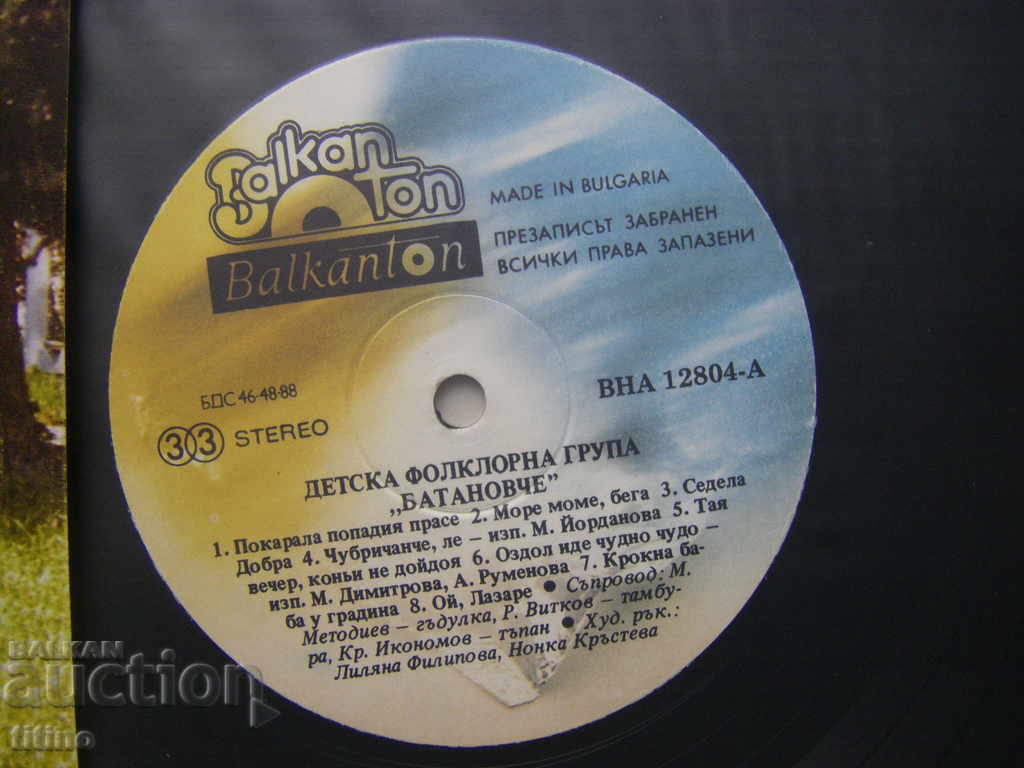 Balkan
ton
Balkanton
MADE IN BULGARIA
ПРЕЗАПИСЪТ ЗАБРАНЕН
ВСИЧКИ ПРАВА ЗАПАЗЕНИ
БДС 46-48-88
33 STEREO
ВНА 12804-А
ДЕТСКА ФОЛКЛОРНА ГРУПА
„БАТАНОВЧЕ”
1. Покарала попадия прасе 2. Море моме, бега 3. Седела
Добра 4. Чубричанче, ле – изп. М. Йорданова 5. Тая
вечер, коньи не дойдоя 6. Оздол иде чудно чудо –
изп. М. Димитрова, А. Руменова 7. Крокна ба-
ба у градина 8. Ой, Лазаре ● Съпровод: М.
Методиев – гъдулка, Р. Витков – тамбу-
ра, Кр. Икономов – тъпан ● Худ. рък.:
Лиляна Филипова, Нонка Кръстева
BALKAN
auction
titino